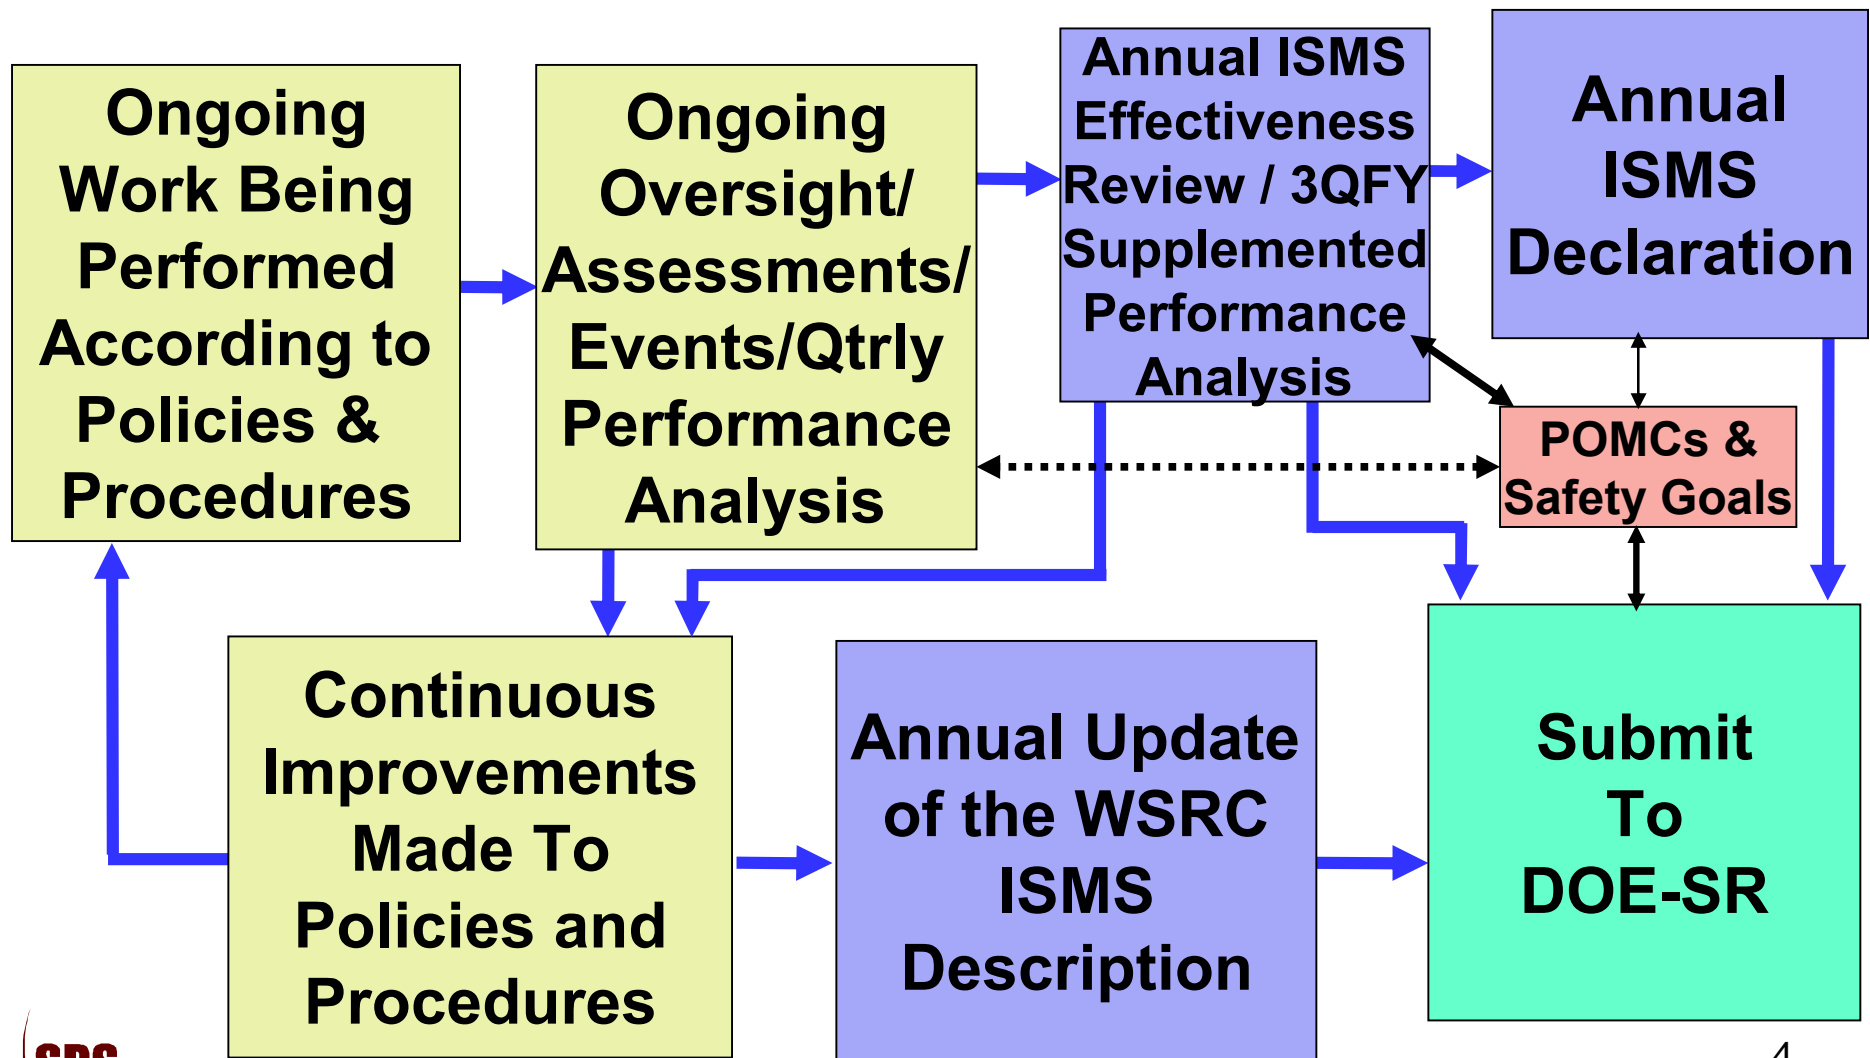 Ongoing
Work Being
Performed
According to
Policies &
Procedures
Ongoing
Oversight/
Assessments/
Events/Qtrly
Performance
Analysis
Annual ISMS
Effectiveness
Review / 3QFY
Supplemented
Performance
Analysis
Annual
ISMS
Declaration
POMCs &
Safety Goals
Continuous
Improvements
Made To
Policies and
Procedures
Annual Update
of the WSRC
ISMS
Description
Submit
To
DOE-SR
SRS
4